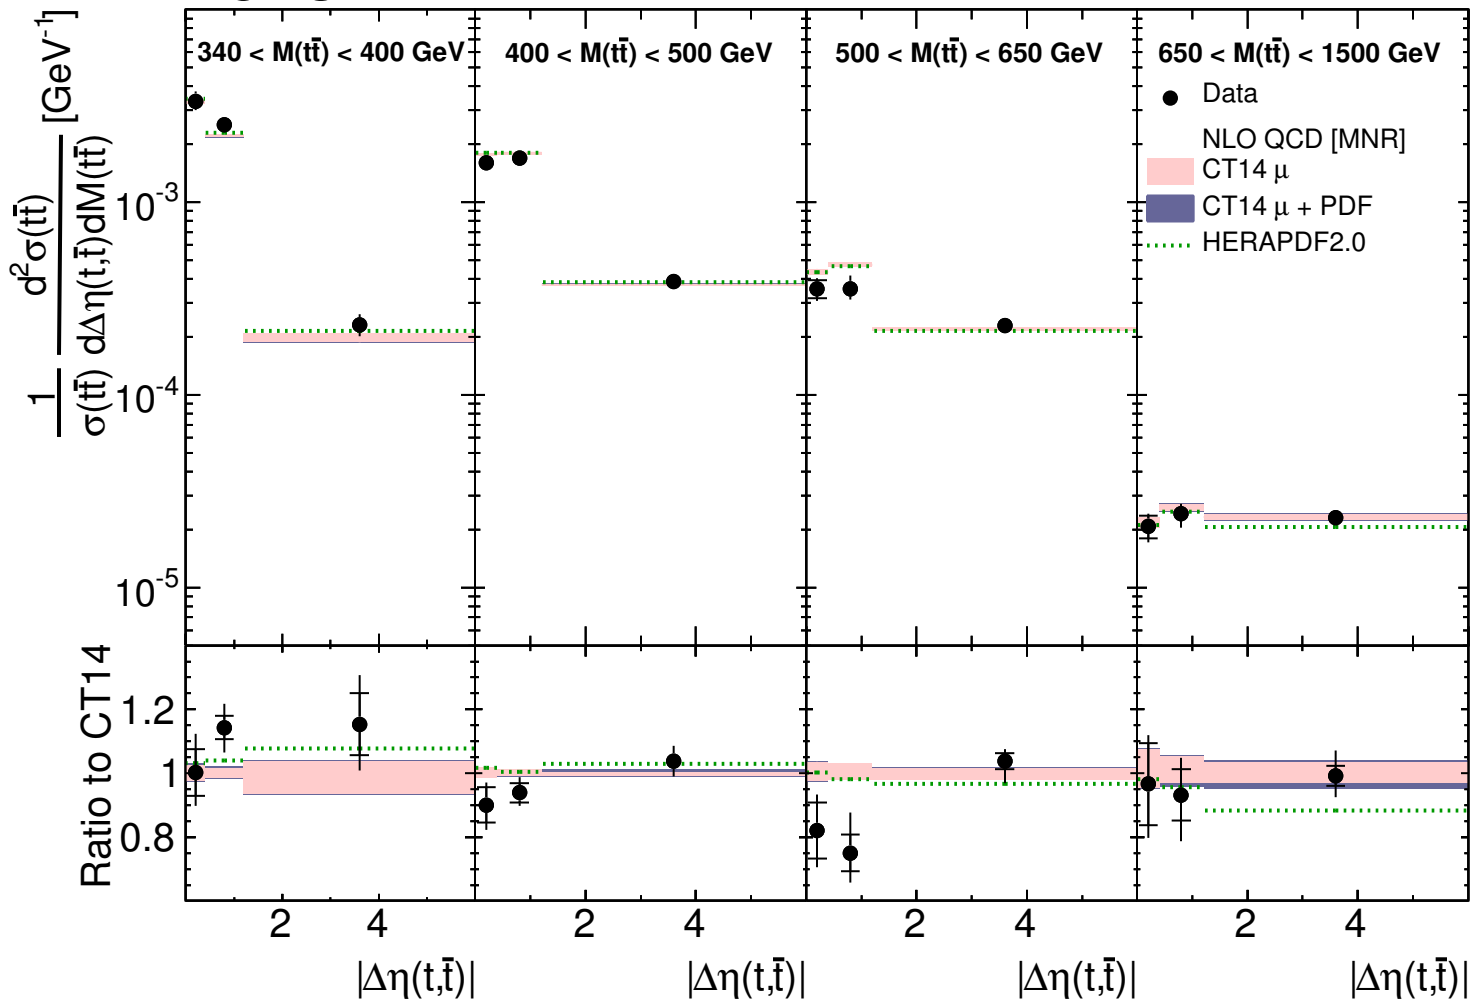 340 < M(tt̄) < 400 GeV
400 < M(tt̄) < 500 GeV
500 < M(tt̄) < 650 GeV
650 < M(tt̄) < 1500 GeV
Data
NLO QCD [MNR]
CT14 μ
CT14 μ + PDF
HERAPDF2.0
1/σ(tt̄) d²σ(tt̄)/dΔη(t,t̄)dM(tt̄) [GeV⁻¹]
10⁻³
10⁻⁴
10⁻⁵
Ratio to CT14
1.2
1
0.8
2 4 2 4 2 4 2 4
|Δη(t,t̄)| |Δη(t,t̄)| |Δη(t,t̄)| |Δη(t,t̄)|